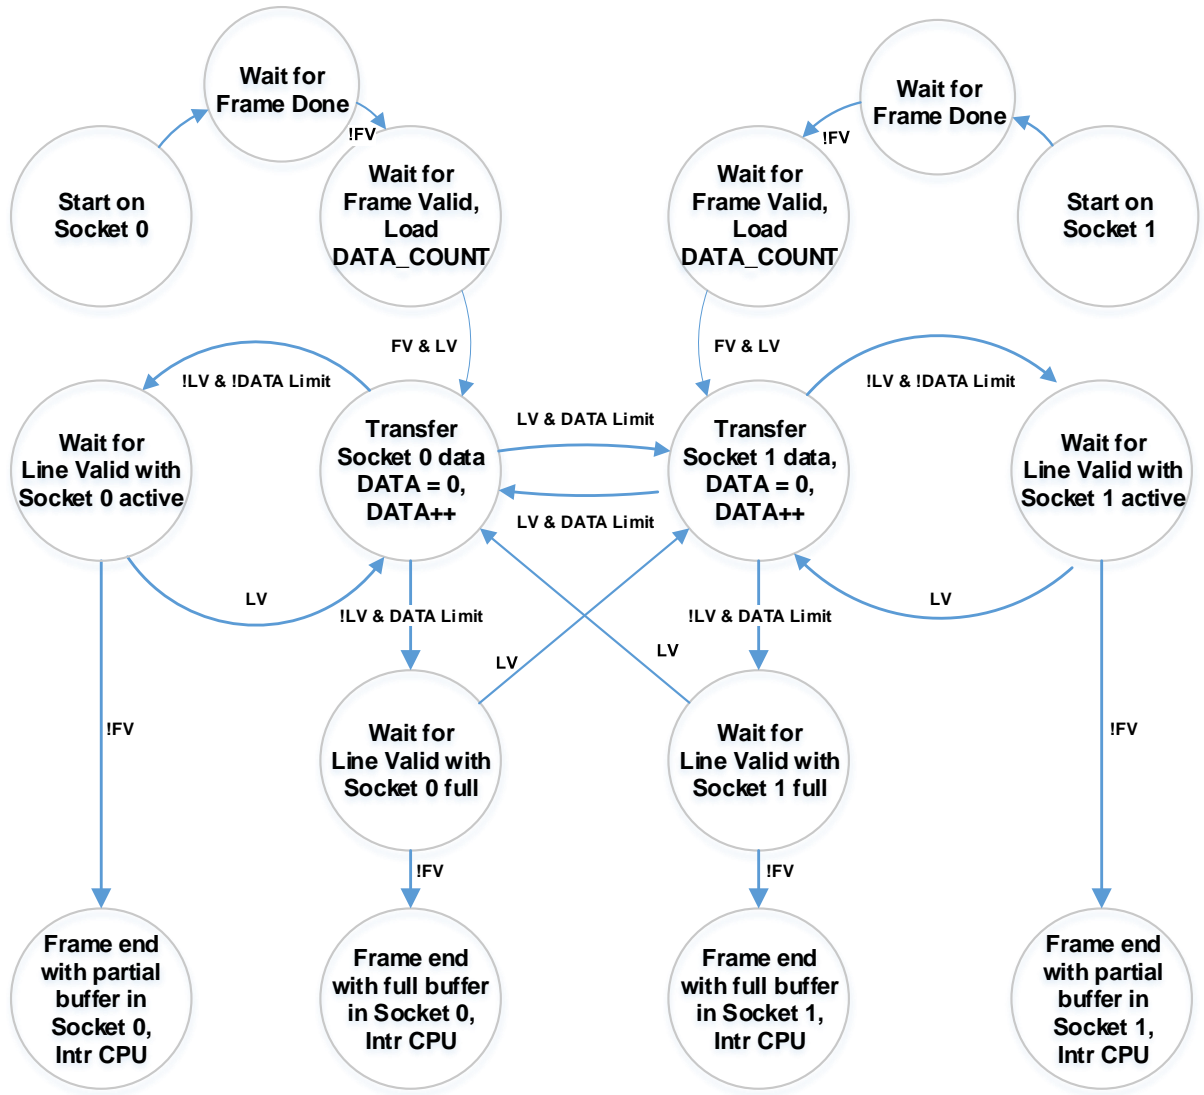 Wait for
Frame Done
!FV
Start on
Socket 0
Wait for
Frame Valid,
Load
DATA_COUNT
Wait for
Frame Done
!FV
Wait for
Frame Valid,
Load
DATA_COUNT
Start on
Socket 1
FV & LV
FV & LV
!LV & !DATA Limit
!LV & !DATA Limit
Wait for
Line Valid with
Socket 0 active
Transfer
Socket 0 data
DATA = 0,
DATA++
LV & DATA Limit
LV & DATA Limit
Transfer
Socket 1 data,
DATA = 0,
DATA++
Wait for
Line Valid with
Socket 1 active
LV
!LV & DATA Limit
!LV & DATA Limit
LV
LV
LV
!FV
Wait for
Line Valid with
Socket 0 full
Wait for
Line Valid with
Socket 1 full
!FV
!FV
!FV
Frame end
with partial
buffer in
Socket 0,
Intr CPU
Frame end
with full buffer
in Socket 0,
Intr CPU
Frame end
with full buffer
in Socket 1,
Intr CPU
Frame end
with partial
buffer in
Socket 1,
Intr CPU